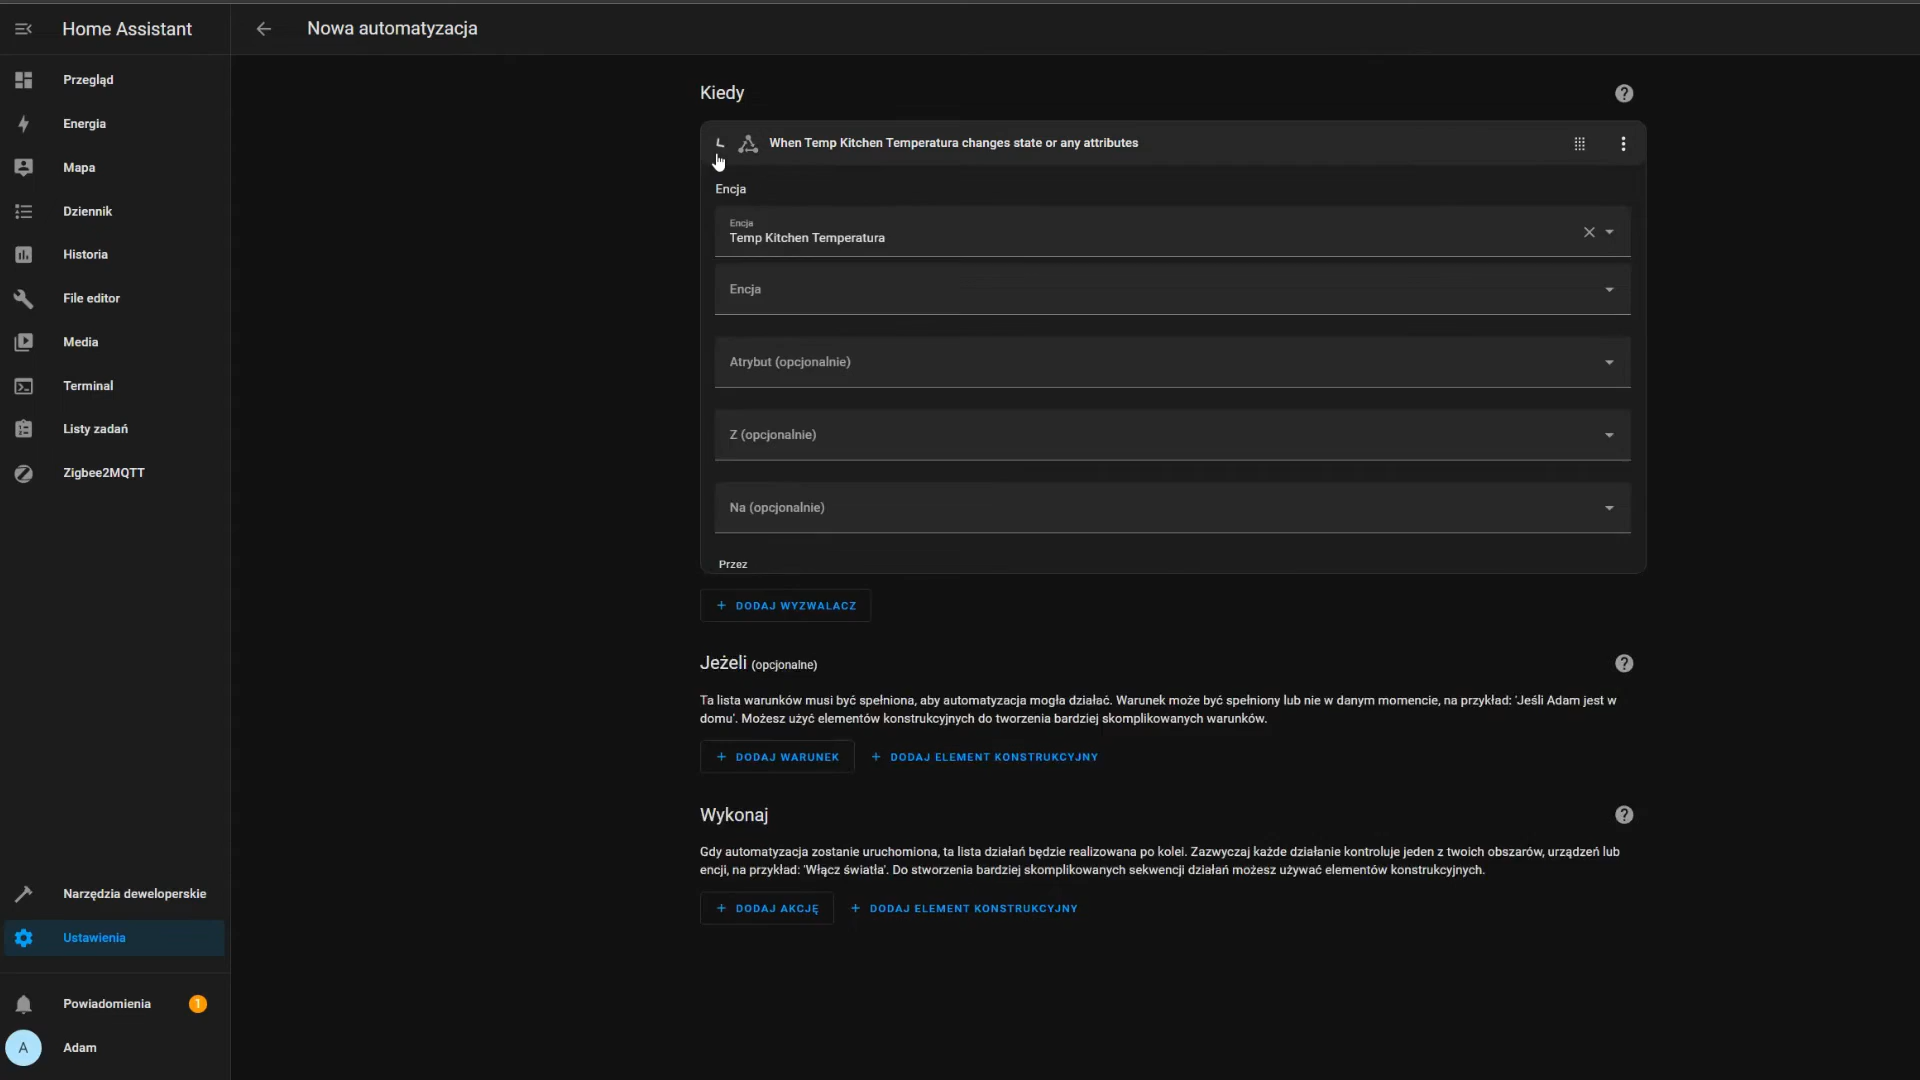 Home Assistant
Nowa automatyzacja
Przegląd
Energia
Mapa
Dziennik
Historia
File editor
Media
Terminal
Listy zadań
Zigbee2MQTT
Narzędzia deweloperskie
Ustawienia
Powiadomienia 1
A Adam
Kiedy
When Temp Kitchen Temperatura changes state or any attributes
Encja
Encja
Temp Kitchen Temperatura
Encja
Atrybut (opcjonalnie)
Z (opcjonalnie)
Na (opcjonalnie)
Przez
+ DODAJ WYZWALACZ
Jeżeli (opcjonalne)
Ta lista warunków musi być spełniona, aby automatyzacja mogła działać. Warunek może być spełniony lub nie w danym momencie, na przykład: 'Jeśli Adam jest w
domu'. Możesz użyć elementów konstrukcyjnych do tworzenia bardziej skomplikowanych warunków.
+ DODAJ WARUNEK + DODAJ ELEMENT KONSTRUKCYJNY
Wykonaj
Gdy automatyzacja zostanie uruchomiona, ta lista działań będzie realizowana po kolei. Zazwyczaj każde działanie kontroluje jeden z twoich obszarów, urządzeń lub
encji, na przykład: 'Włącz światła'. Do stworzenia bardziej skomplikowanych sekwencji działań możesz używać elementów konstrukcyjnych.
+ DODAJ AKCJĘ + DODAJ ELEMENT KONSTRUKCYJNY